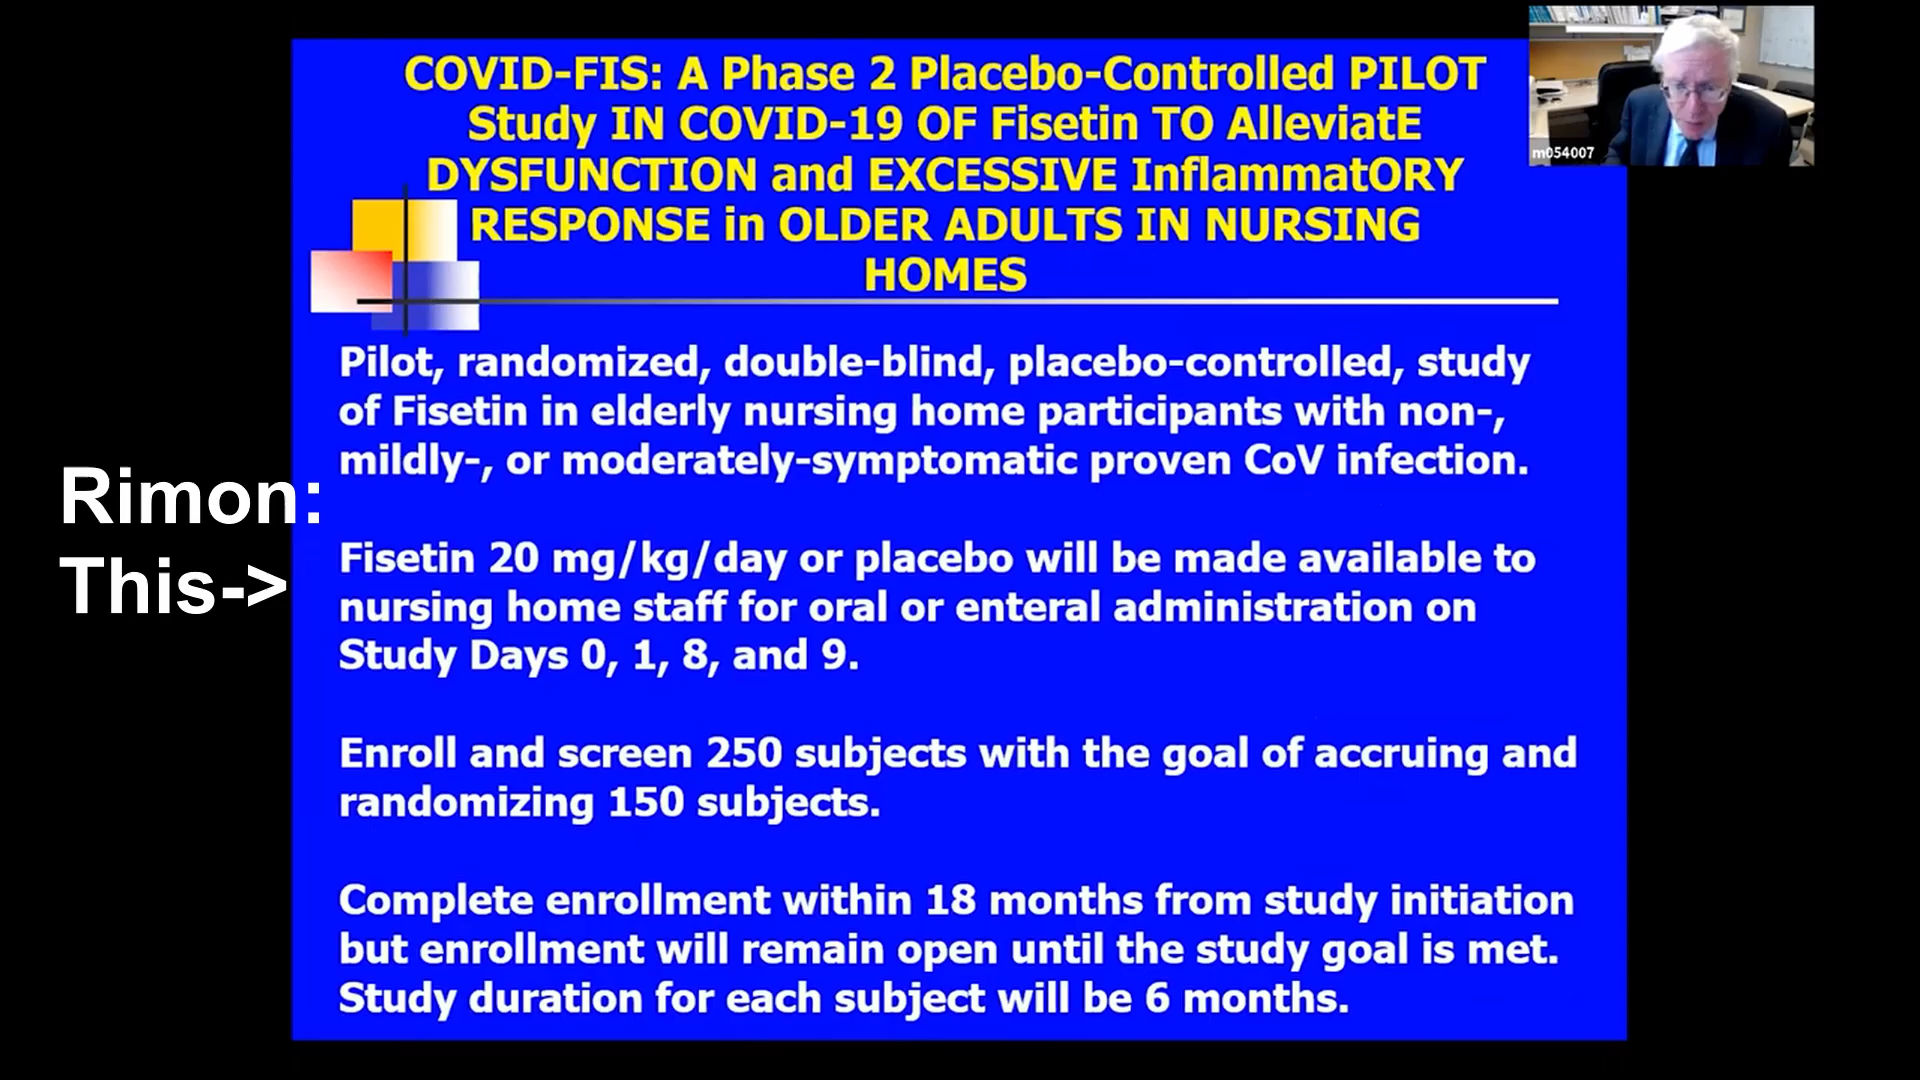 COVID-FIS: A Phase 2 Placebo-Controlled PILOT
Study IN COVID-19 OF Fisetin TO AlleviatE
DYSFUNCTION and EXCESSIVE InflammatORY
RESPONSE in OLDER ADULTS IN NURSING
HOMES
m054007
Pilot, randomized, double-blind, placebo-controlled, study
of Fisetin in elderly nursing home participants with non-,
mildly-, or moderately-symptomatic proven CoV infection.
Rimon:
This->
Fisetin 20 mg/kg/day or placebo will be made available to
nursing home staff for oral or enteral administration on
Study Days 0, 1, 8, and 9.
Enroll and screen 250 subjects with the goal of accruing and
randomizing 150 subjects.
Complete enrollment within 18 months from study initiation
but enrollment will remain open until the study goal is met.
Study duration for each subject will be 6 months.